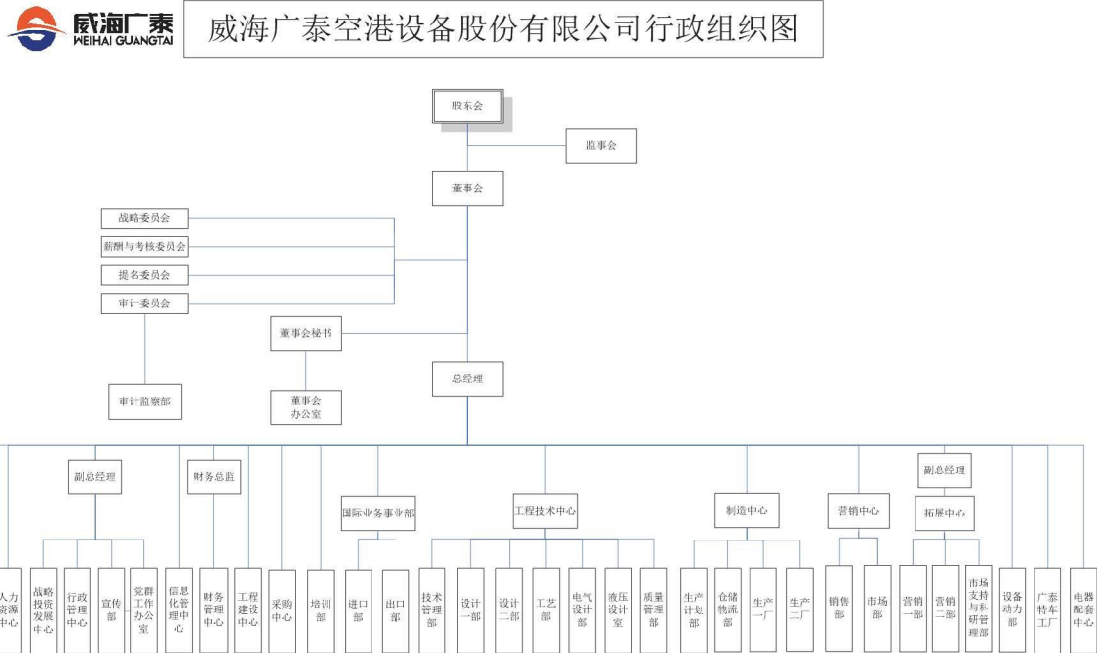 威海广泰
WEIHAI GUANGTAI
威海广泰空港设备股份有限公司行政组织图
股东会
监事会
董事会
战略委员会
薪酬与考核委员会
提名委员会
审计委员会
董事会秘书
总经理
审计监察部
董事会
办公室
副总经理
财务总监
副总经理
国际业务事业部
工程技术中心
制造中心
营销中心
拓展中心
人力
资源
中心
战略
投资
发展
中心
行政
管理
中心
宣传
部
党群
工作
办公
室
信息
化管
理中
心
财务
管理
中心
工程
建设
中心
采购
中心
培训
部
进口
部
出口
部
技术
管理
部
设计
一部
设计
二部
工艺
部
电气
设计
部
液压
设计
室
质量
管理
部
生产
计划
部
仓储
物流
部
生产
一厂
生产
二厂
销售
部
市场
部
营销
一部
营销
二部
市场
支持
与科
研管
理部
设备
动力
部
广泰
特车
工厂
电器
配套
中心